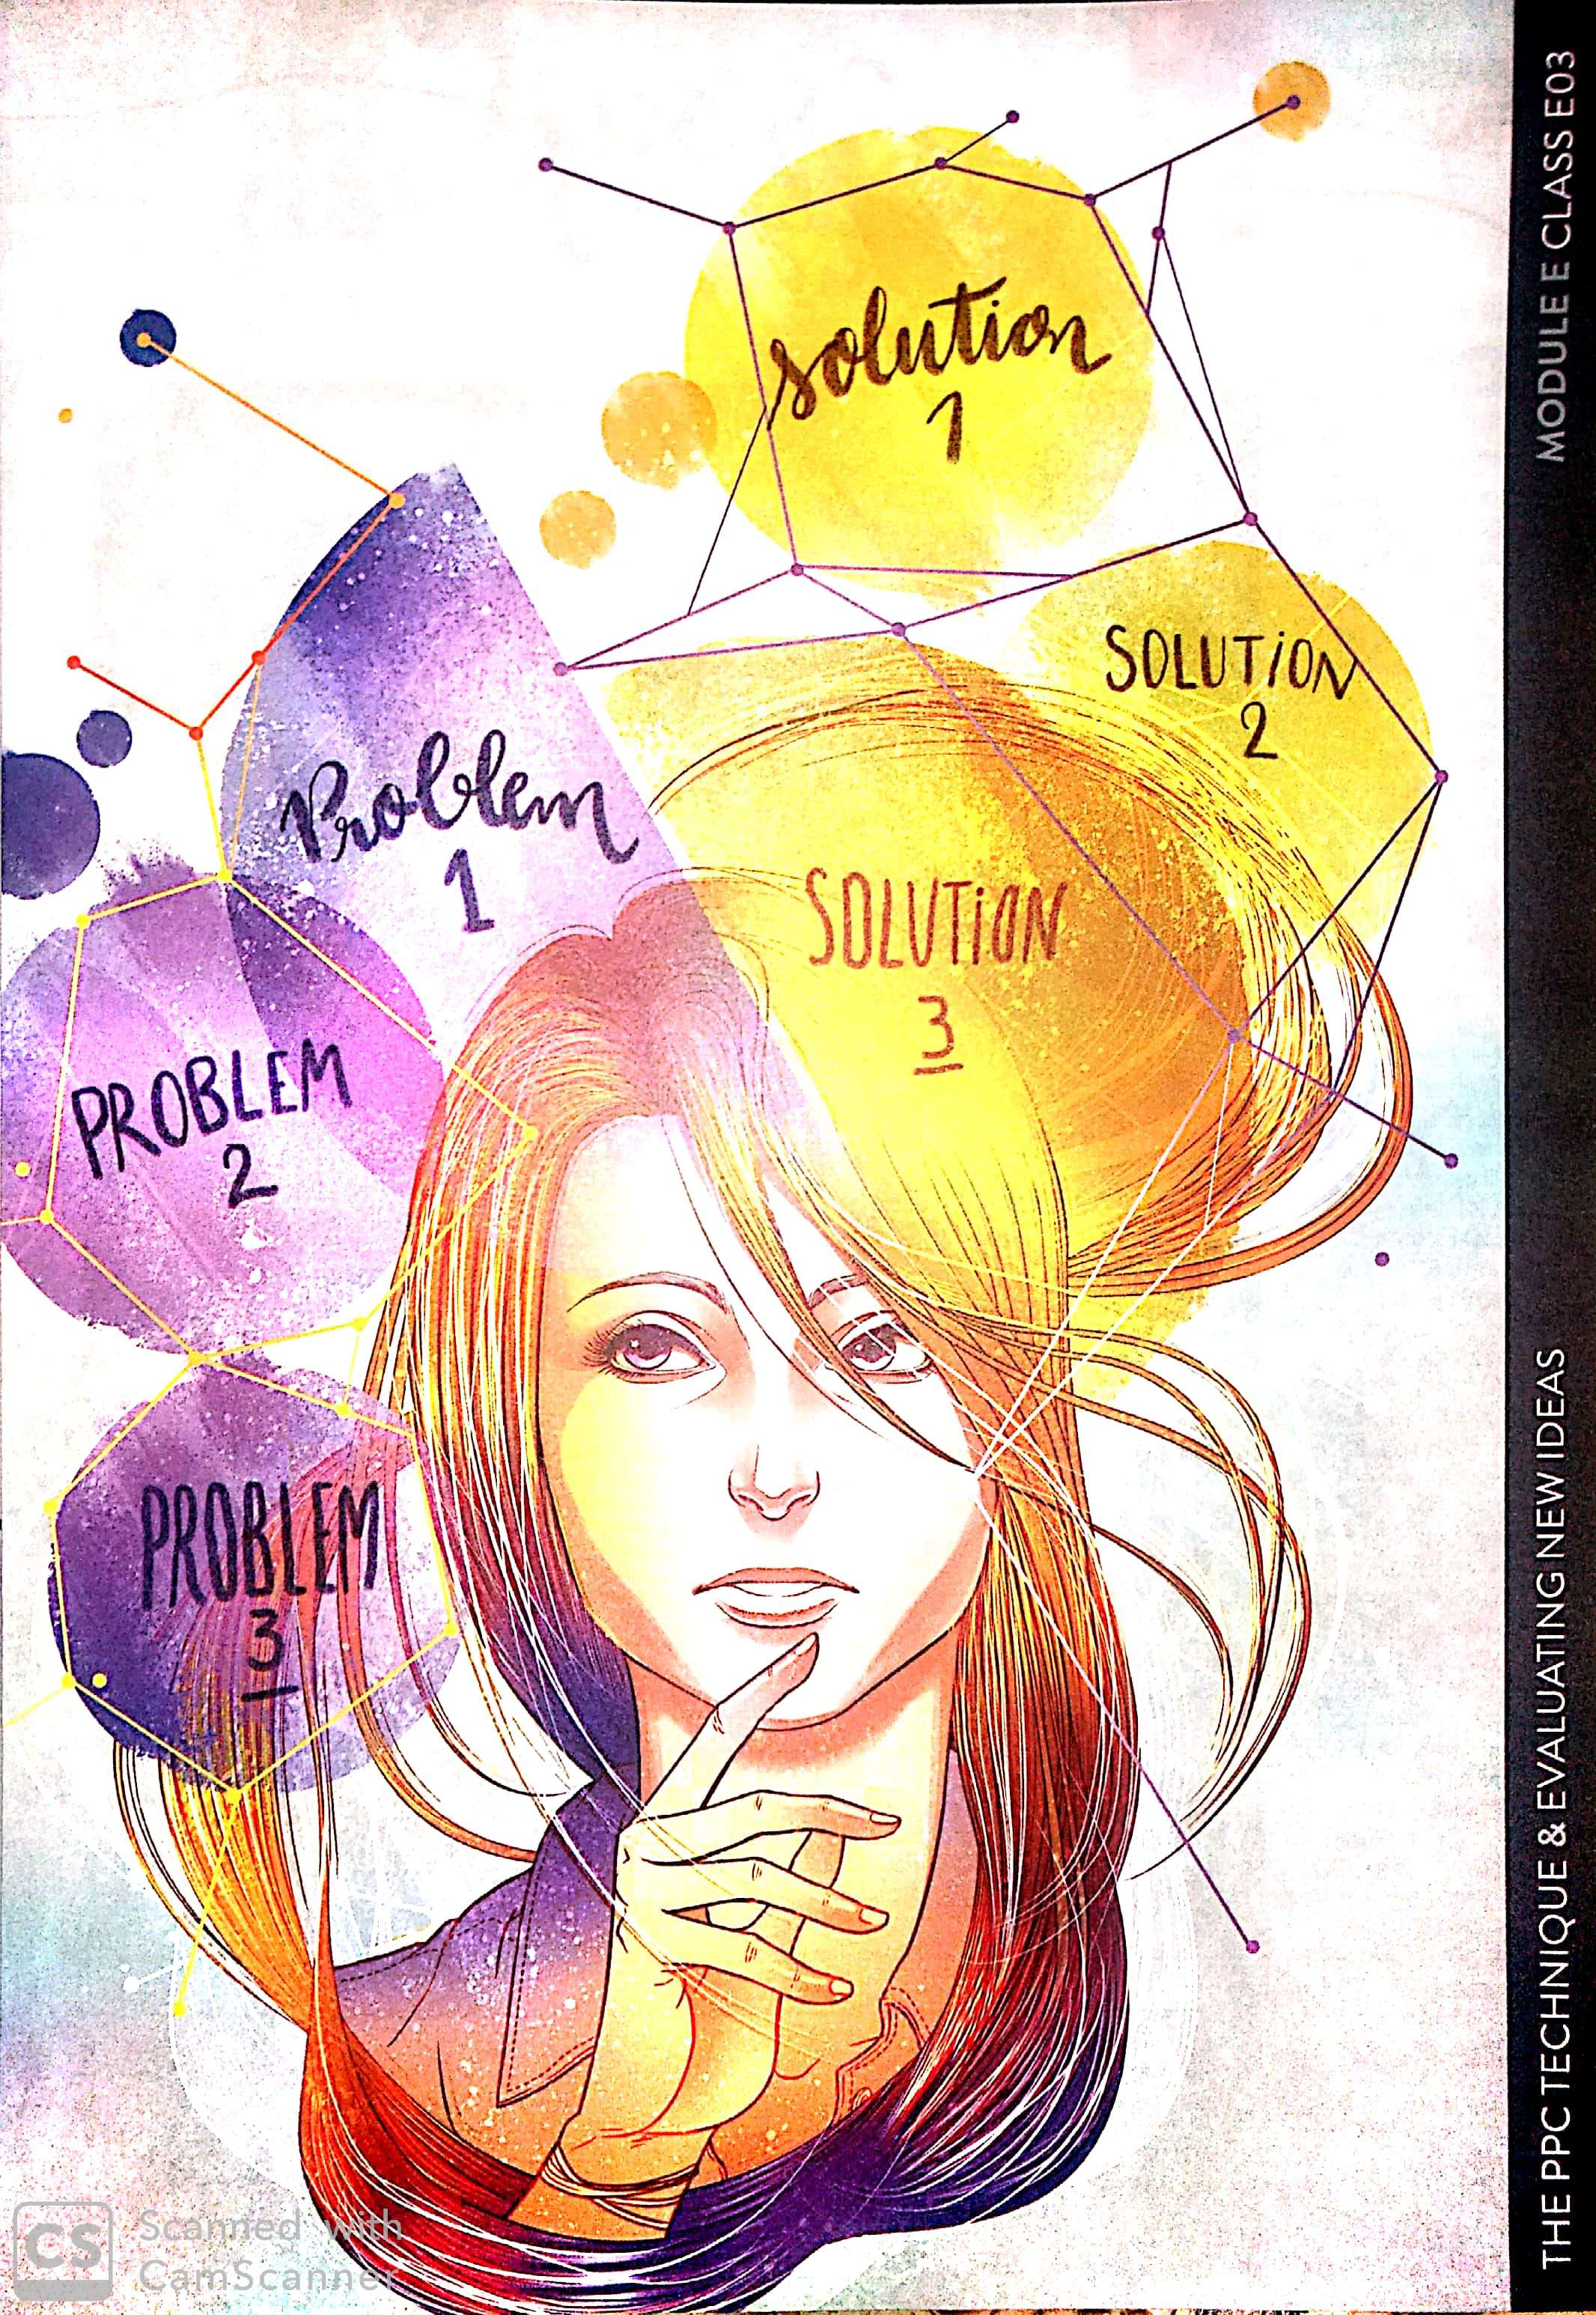 solution
1
SOLUTiON
2
SOLUTiON
3
Problem
1
PROBLEM
2
PROBLEM
3
MODULE E CLASS E03
THE PPC TECHNIQUE & EVALUATING NEW IDEAS
CS
Scanned with
CamScanner